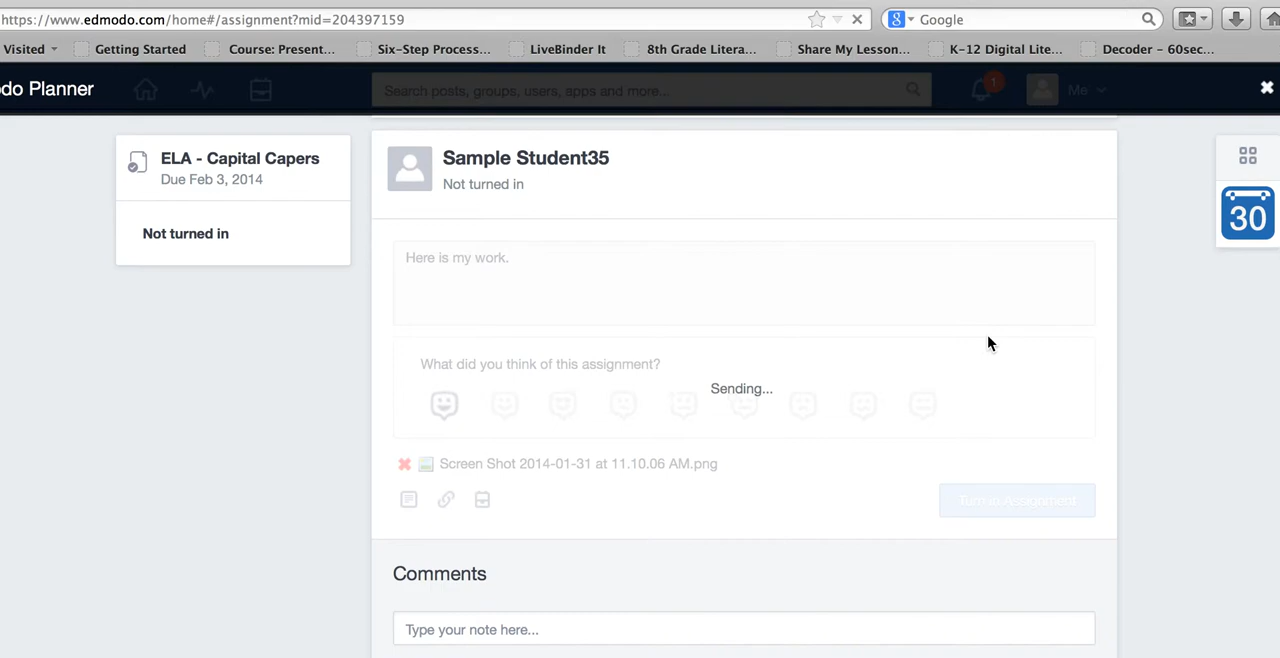 https://www.edmodo.com/home#/assignment?mid=204397159
Google
Visited Getting Started Course: Present... Six-Step Process... LiveBinder It 8th Grade Litera... Share My Lesson... K-12 Digital Lite... Decoder - 60sec...
do Planner
Search posts, groups, users, apps and more...
1
Me
ELA - Capital Capers
Due Feb 3, 2014
Not turned in
Sample Student35
Not turned in
30
Here is my work.
What did you think of this assignment?
Sending...
Screen Shot 2014-01-31 at 11.10.06 AM.png
Turn in Assignment
Comments
Type your note here...